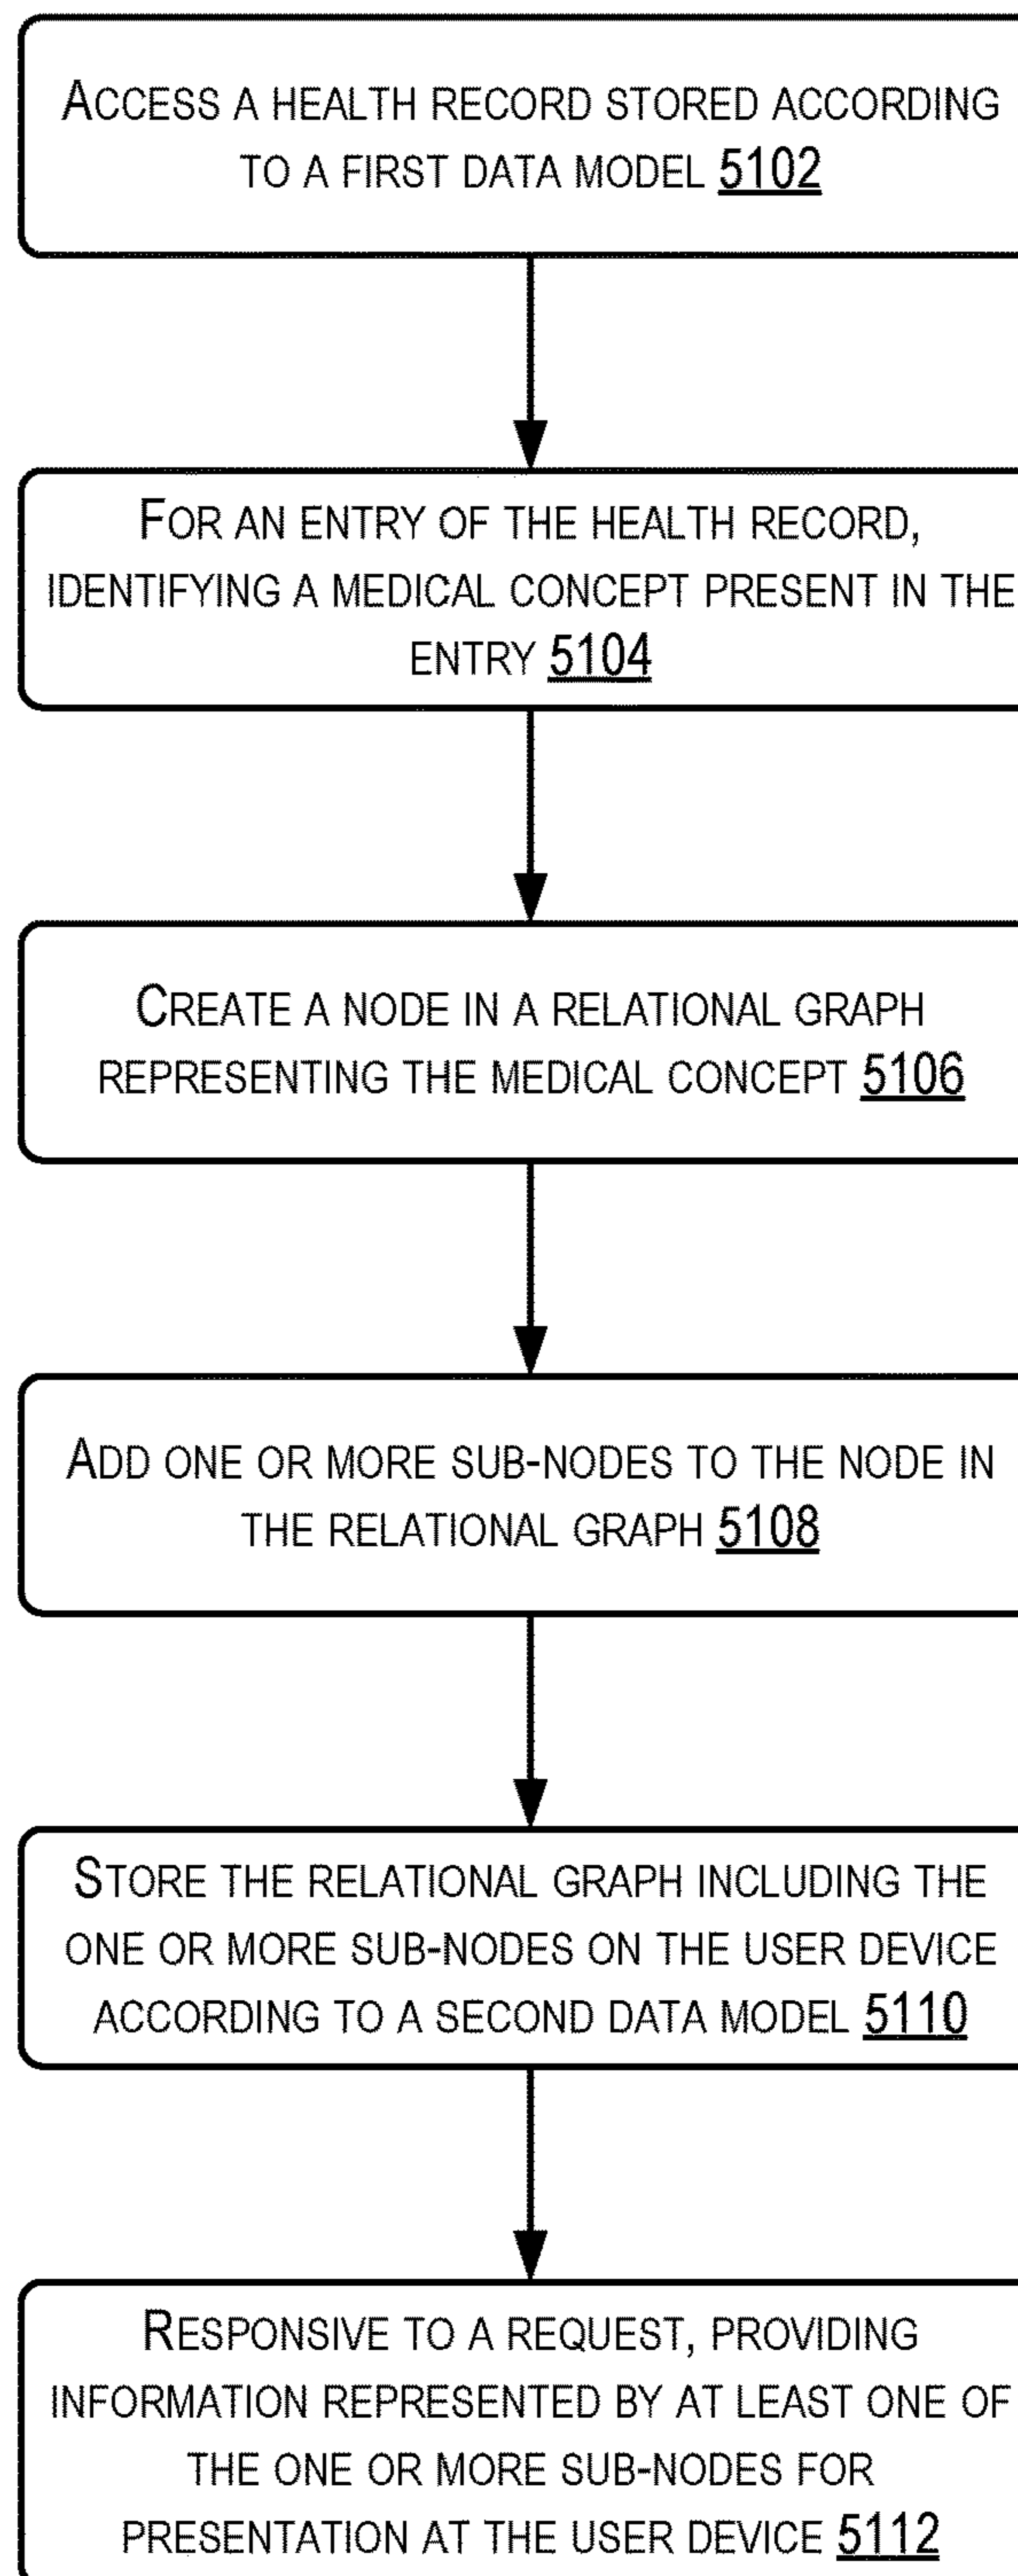 ACCESS A HEALTH RECORD STORED ACCORDING
TO A FIRST DATA MODEL 5102
FOR AN ENTRY OF THE HEALTH RECORD,
IDENTIFYING A MEDICAL CONCEPT PRESENT IN THE
ENTRY 5104
CREATE A NODE IN A RELATIONAL GRAPH
REPRESENTING THE MEDICAL CONCEPT 5106
ADD ONE OR MORE SUB-NODES TO THE NODE IN
THE RELATIONAL GRAPH 5108
STORE THE RELATIONAL GRAPH INCLUDING THE
ONE OR MORE SUB-NODES ON THE USER DEVICE
ACCORDING TO A SECOND DATA MODEL 5110
RESPONSIVE TO A REQUEST, PROVIDING
INFORMATION REPRESENTED BY AT LEAST ONE OF
THE ONE OR MORE SUB-NODES FOR
PRESENTATION AT THE USER DEVICE 5112